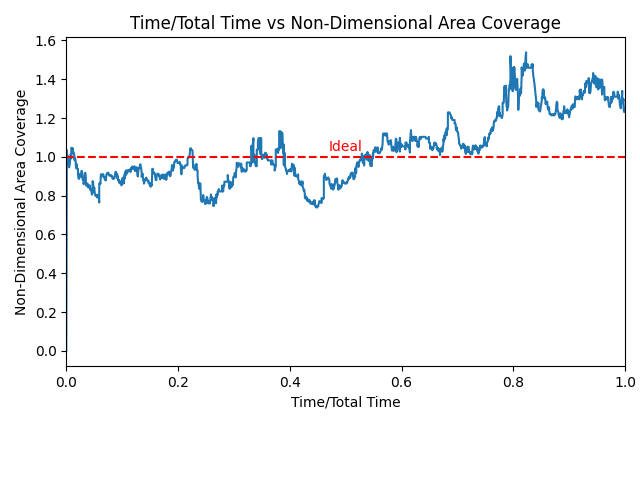 Time/Total Time vs Non-Dimensional Area Coverage
1.6
1.4
1.2
1.0
0.8
0.6
0.4
0.2
0.0
Non-Dimensional Area Coverage
Ideal
0.0 0.2 0.4 0.6 0.8 1.0
Time/Total Time